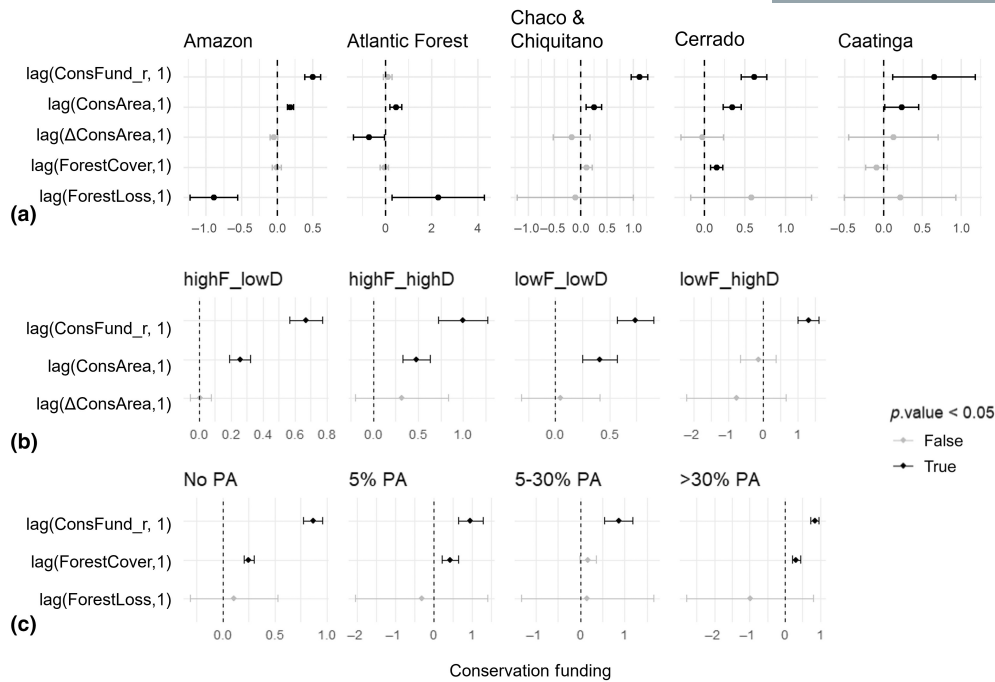 Amazon
Atlantic Forest
Chaco &
Chiquitano
Cerrado
Caatinga
lag(ConsFund_r, 1)
lag(ConsArea,1)
lag(ΔConsArea,1)
lag(ForestCover,1)
lag(ForestLoss,1)
(a)
−1.0 −0.5 0.0 0.5
0 2 4
−1.0 −0.5 0.0 0.5 1.0
0.0 0.5 1.0
−0.5 0.0 0.5 1.0
highF_lowD
highF_highD
lowF_lowD
lowF_highD
lag(ConsFund_r, 1)
lag(ConsArea,1)
lag(ΔConsArea,1)
(b)
0.0 0.2 0.4 0.6 0.8
0.0 0.5 1.0
0.0 0.5
−2 −1 0 1
p.value < 0.05
False
True
No PA
5% PA
5-30% PA
>30% PA
lag(ConsFund_r, 1)
lag(ForestCover,1)
lag(ForestLoss,1)
(c)
0.0 0.5 1.0
−2 −1 0 1
−1 0 1
−2 −1 0 1
Conservation funding